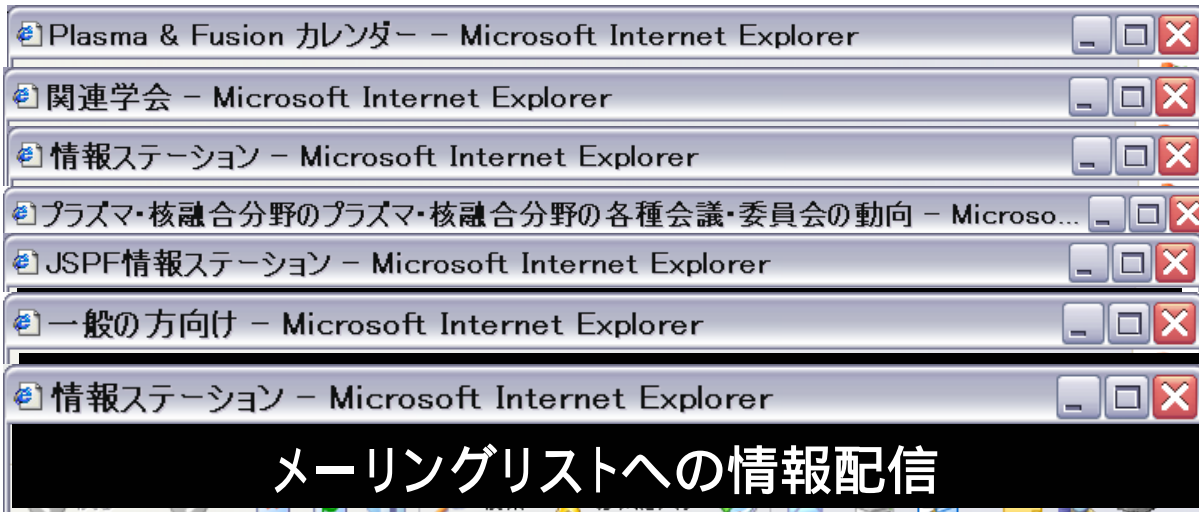 Plasma & Fusion カレンダー - Microsoft Internet Explorer
関連学会 - Microsoft Internet Explorer
情報ステーション - Microsoft Internet Explorer
プラズマ・核融合分野のプラズマ・核融合分野の各種会議・委員会の動向 - Microso...
JSPF情報ステーション - Microsoft Internet Explorer
一般の方向け - Microsoft Internet Explorer
情報ステーション - Microsoft Internet Explorer
メーリングリストへの情報配信